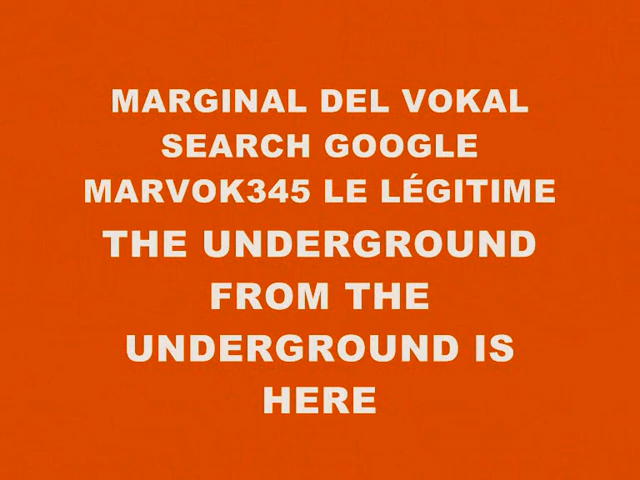 MARGINAL DEL VOKAL
SEARCH GOOGLE
MARVOK345 LE LÉGITIME
THE UNDERGROUND
FROM THE
UNDERGROUND IS
HERE